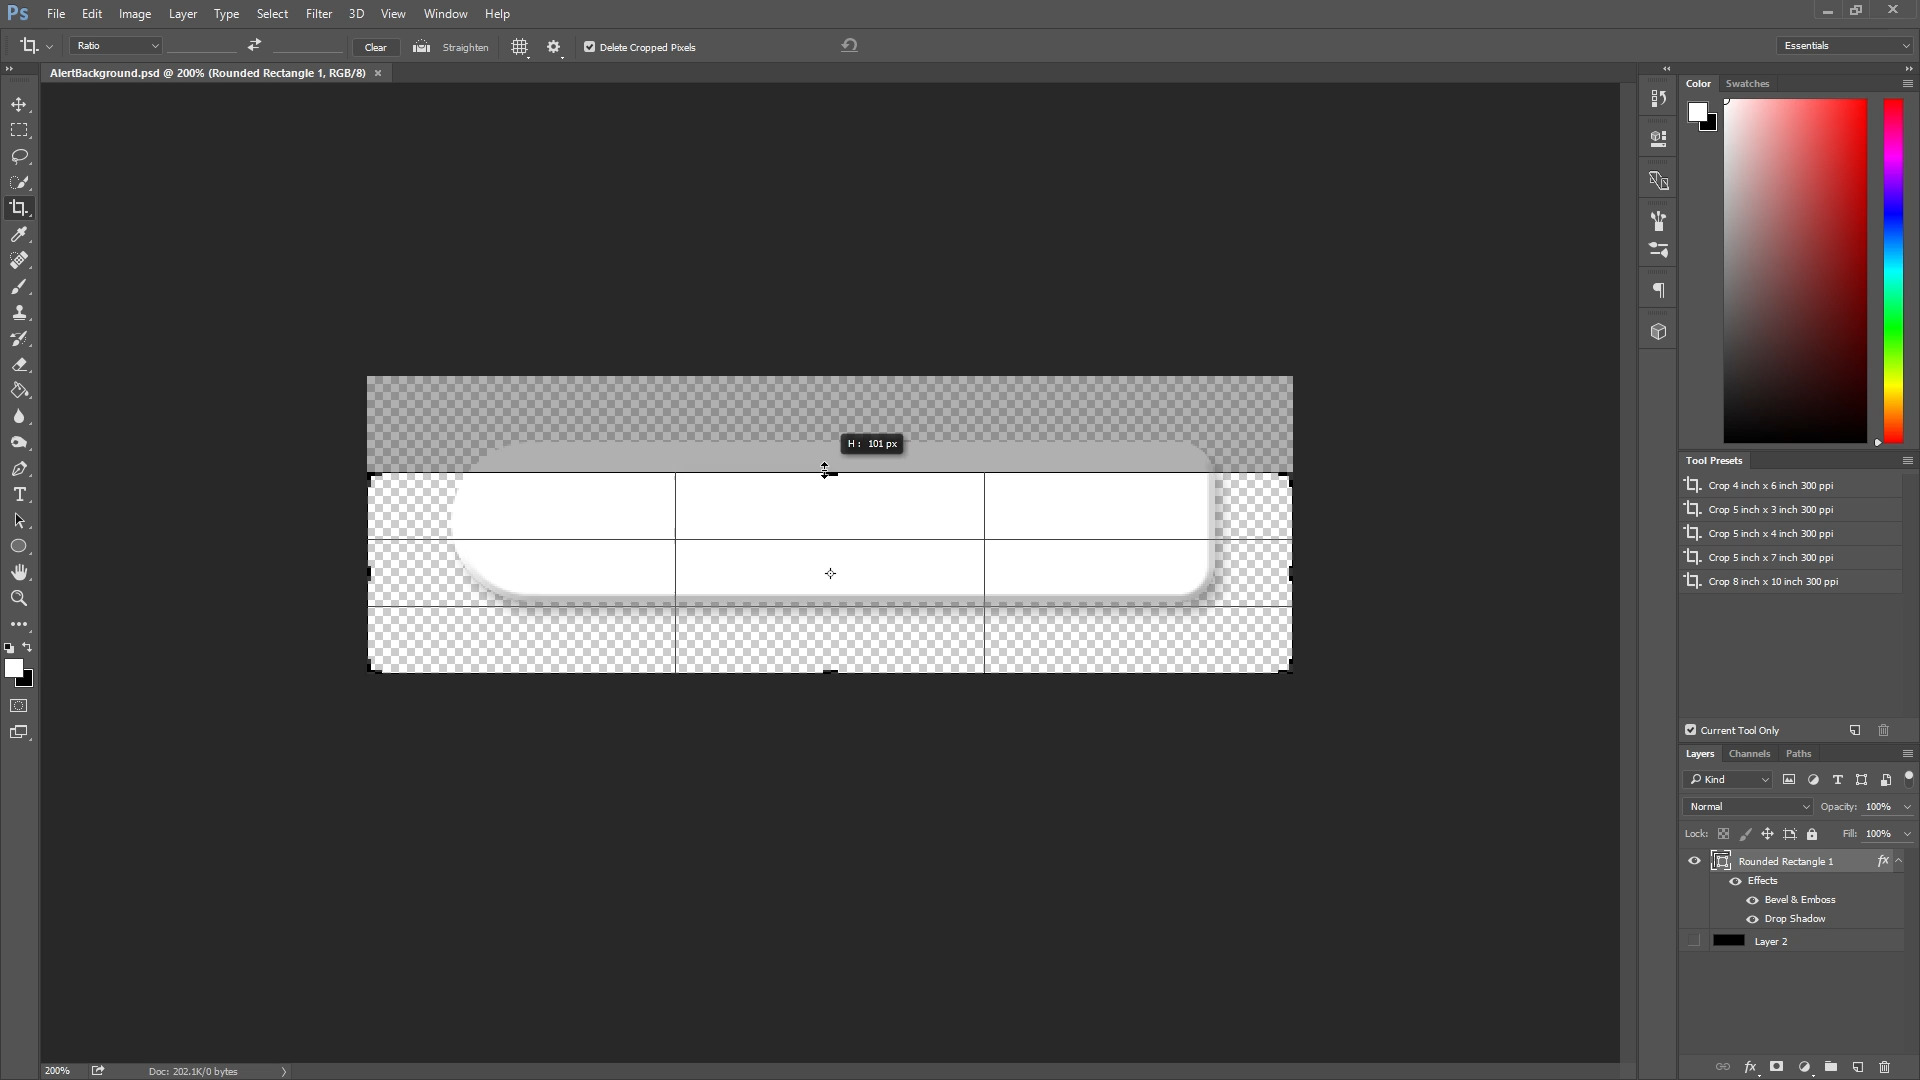 Ps File Edit Image Layer Type Select Filter 3D View Window Help
Ratio Clear Straighten Delete Cropped Pixels Essentials
AlertBackground.psd @ 200% (Rounded Rectangle 1, RGB/8) ×
Color Swatches
H : 101 px
Tool Presets
Crop 4 inch x 6 inch 300 ppi
Crop 5 inch x 3 inch 300 ppi
Crop 5 inch x 4 inch 300 ppi
Crop 5 inch x 7 inch 300 ppi
Crop 8 inch x 10 inch 300 ppi
Current Tool Only
Layers Channels Paths
Kind
Normal Opacity: 100%
Lock: Fill: 100%
Rounded Rectangle 1 fx
Effects
Bevel & Emboss
Drop Shadow
Layer 2
200% Doc: 202.1K/0 bytes
fx